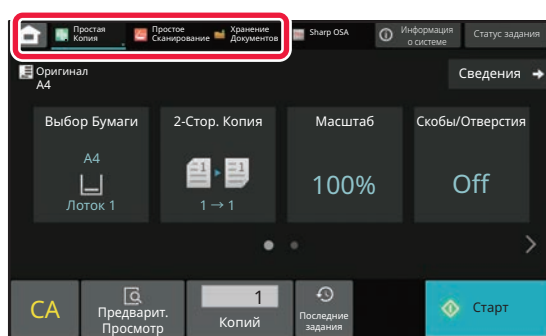 Простая
Копия
Простое
Сканирование
Хранение
Документов
Sharp OSA
Информация
о системе
Статус задания
Оригинал
A4
Сведения
Выбор Бумаги
A4
Лоток 1
2-Стор. Копия
1
1
1 → 1
Масштаб
100%
Скобы/Отверстия
Off
CA
Предварит.
Просмотр
1
Копий
Последние
задания
Старт